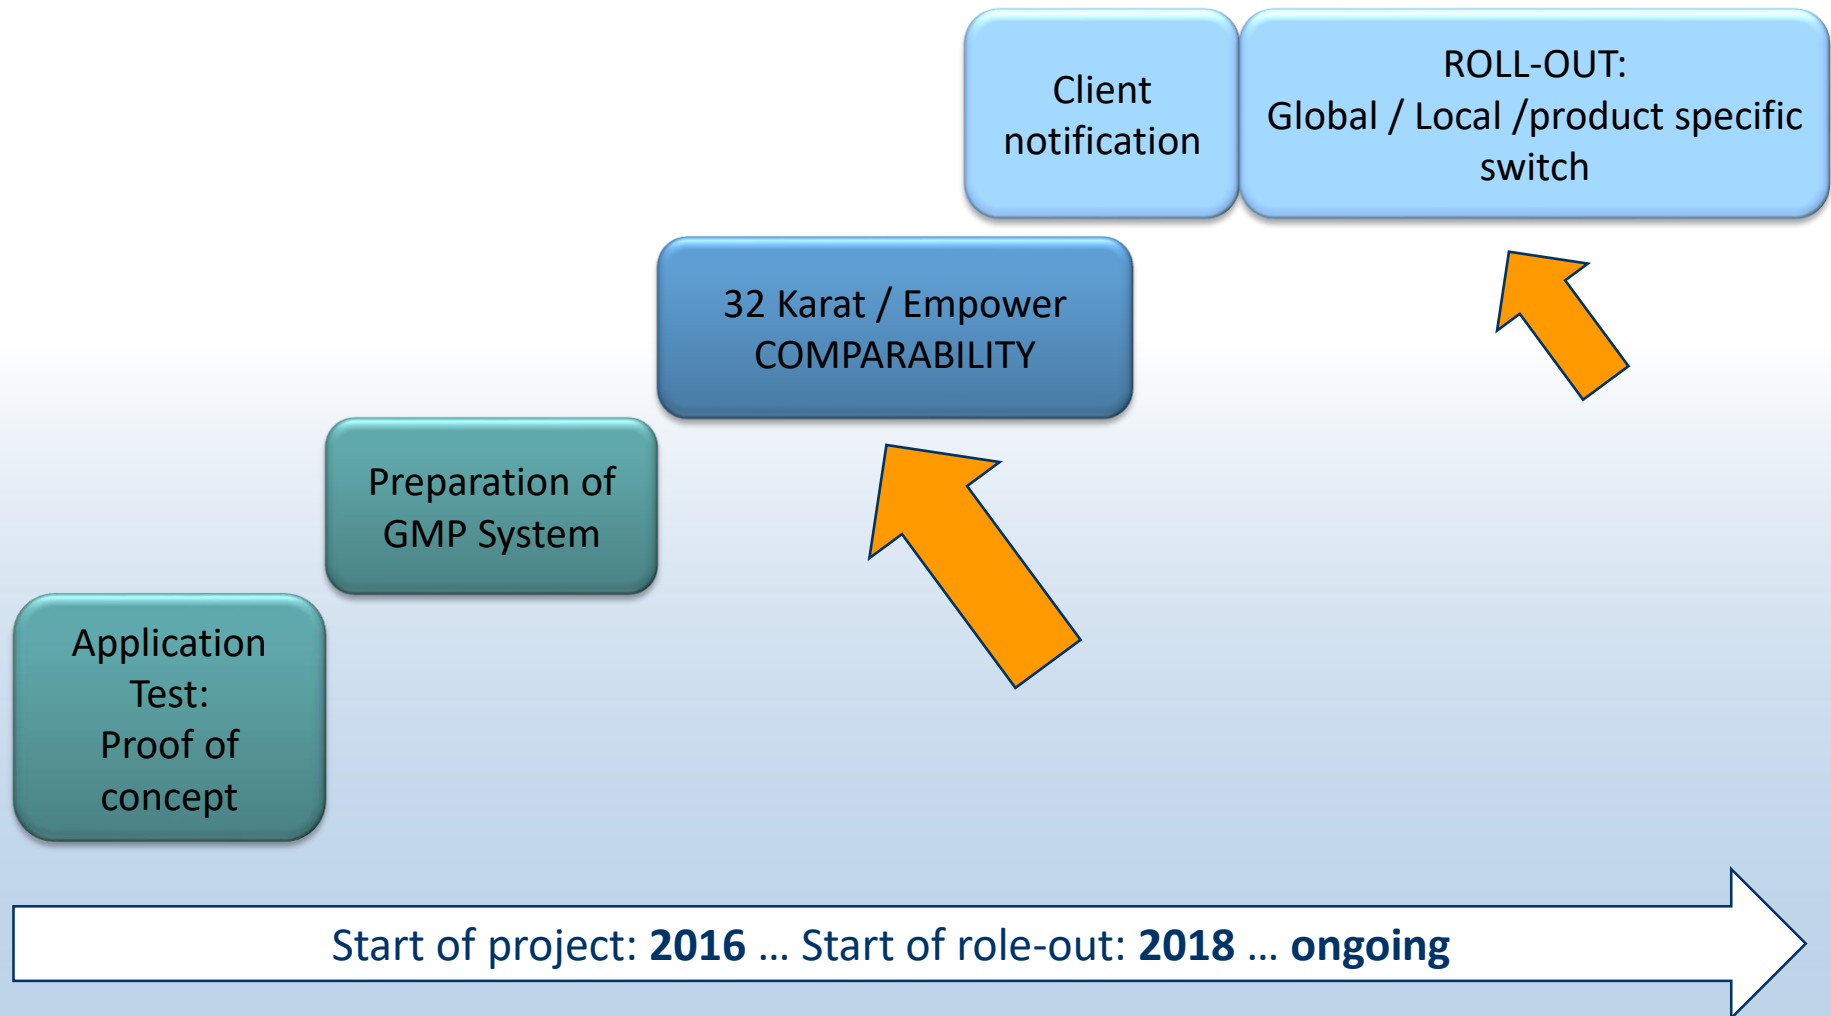 Client
notification
ROLL-OUT:
Global / Local /product specific
switch
32 Karat / Empower
COMPARABILITY
Preparation of
GMP System
Application
Test:
Proof of
concept
Start of project: 2016 ... Start of role-out: 2018 ... ongoing